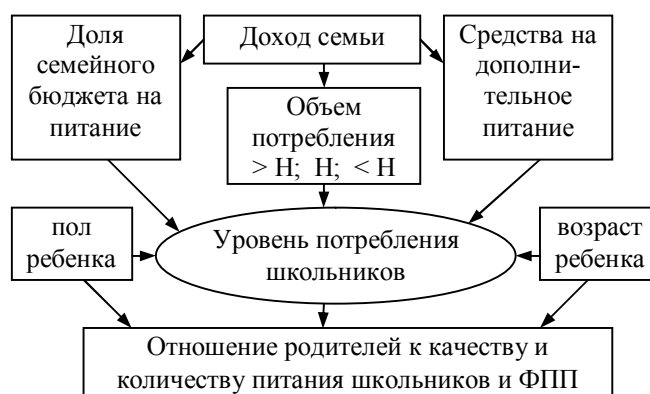 Доля
семейного
бюджета на
питание
Доход семьи
Средства на
дополни-
тельное
питание
Объем
потребления
> Н; Н; < Н
пол
ребенка
Уровень потребления
школьников
возраст
ребенка
Отношение родителей к качеству и
количеству питания школьников и ФПП